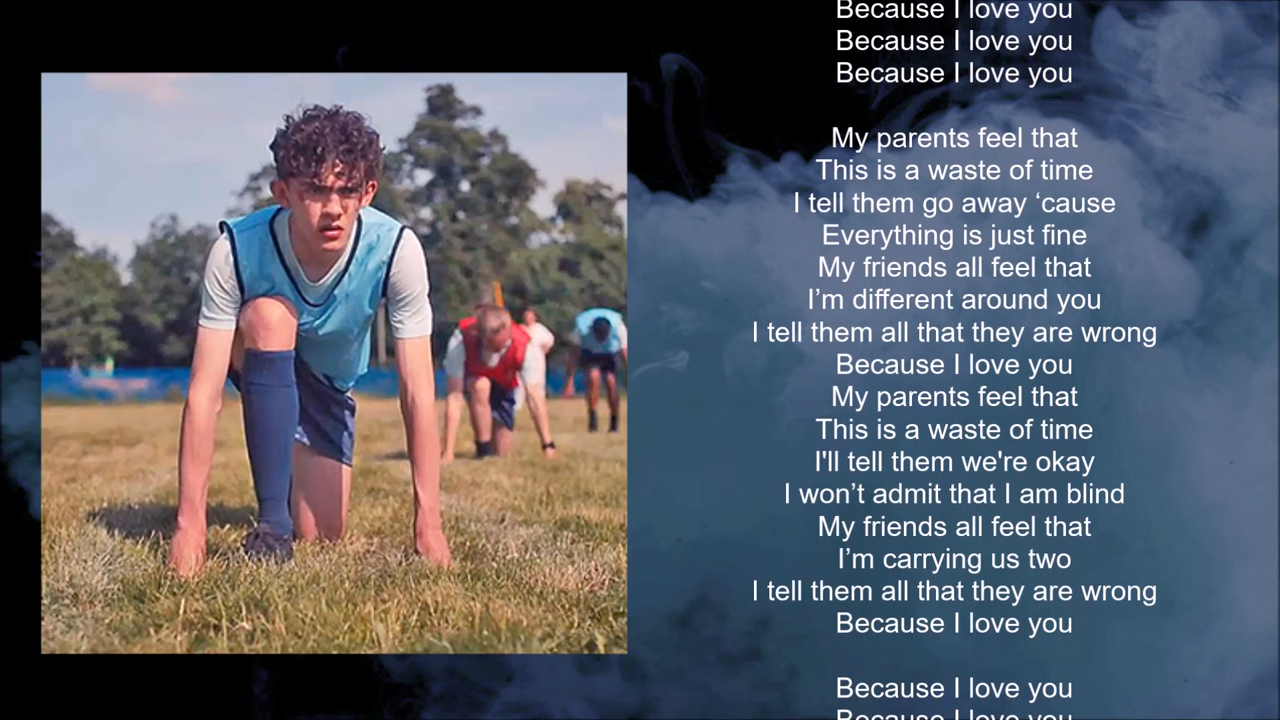 Because I love you
Because I love you
Because I love you
My parents feel that
This is a waste of time
I tell them go away ‘cause
Everything is just fine
My friends all feel that
I’m different around you
I tell them all that they are wrong
Because I love you
My parents feel that
This is a waste of time
I'll tell them we're okay
I won’t admit that I am blind
My friends all feel that
I’m carrying us two
I tell them all that they are wrong
Because I love you
Because I love you
Because I love you